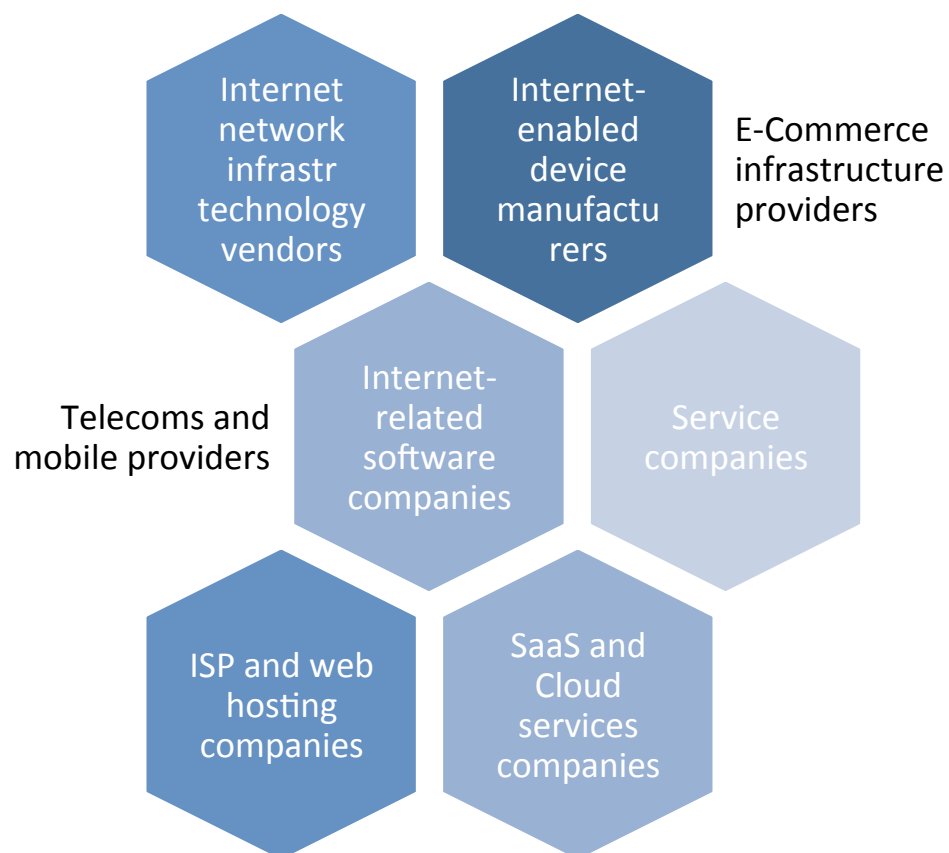 Internet
network
infrastr
technology
vendors
Internet-
enabled
device
manufactu
rers
E-Commerce
infrastructure
providers
Telecoms and
mobile providers
Internet-
related
software
companies
Service
companies
ISP and web
hosting
companies
SaaS and
Cloud
services
companies